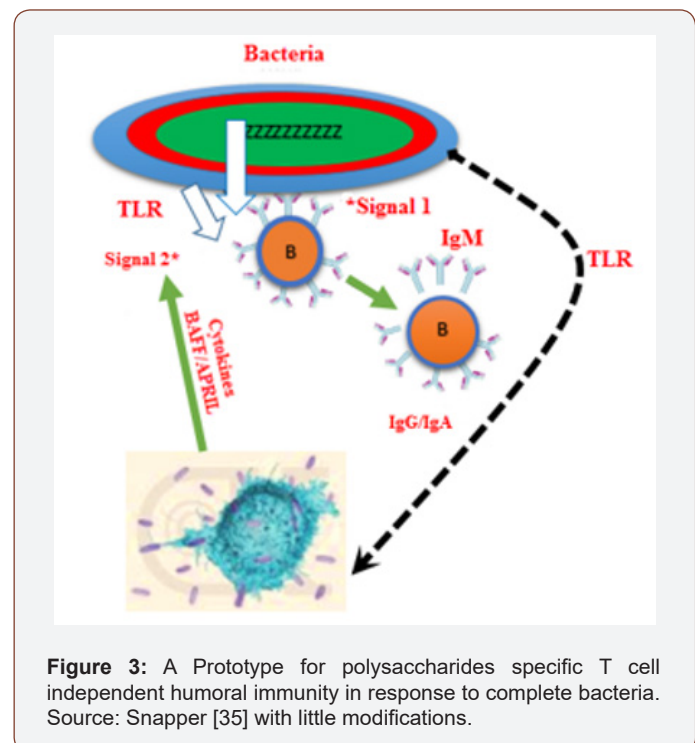 Bacteria
ZZZZZZZZZZ
TLR
*Signal 1
Signal 2*
B
IgM
TLR
Cytokines
BAFF/APRIL
B
IgG/IgA
Figure 3: A Prototype for polysaccharides specific T cell
independent humoral immunity in response to complete bacteria.
Source: Snapper [35] with little modifications.